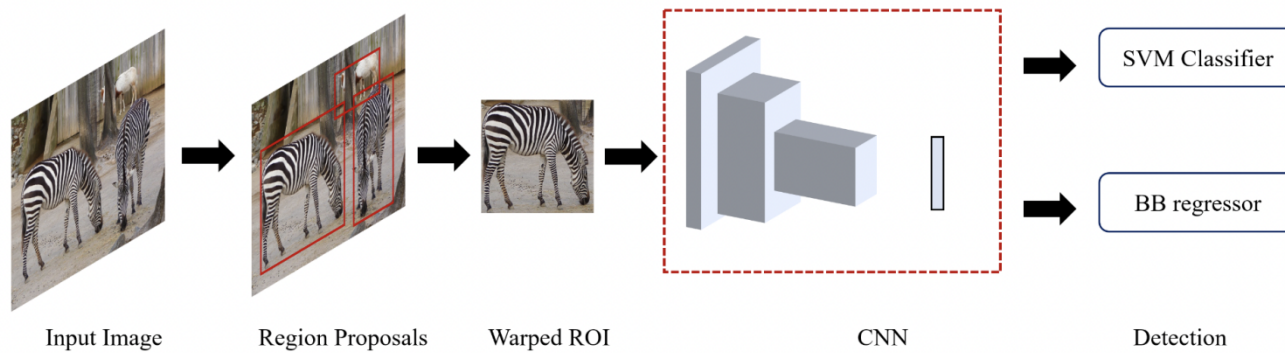 SVM Classifier
BB regressor
Input Image
Region Proposals
Warped ROI
CNN
Detection